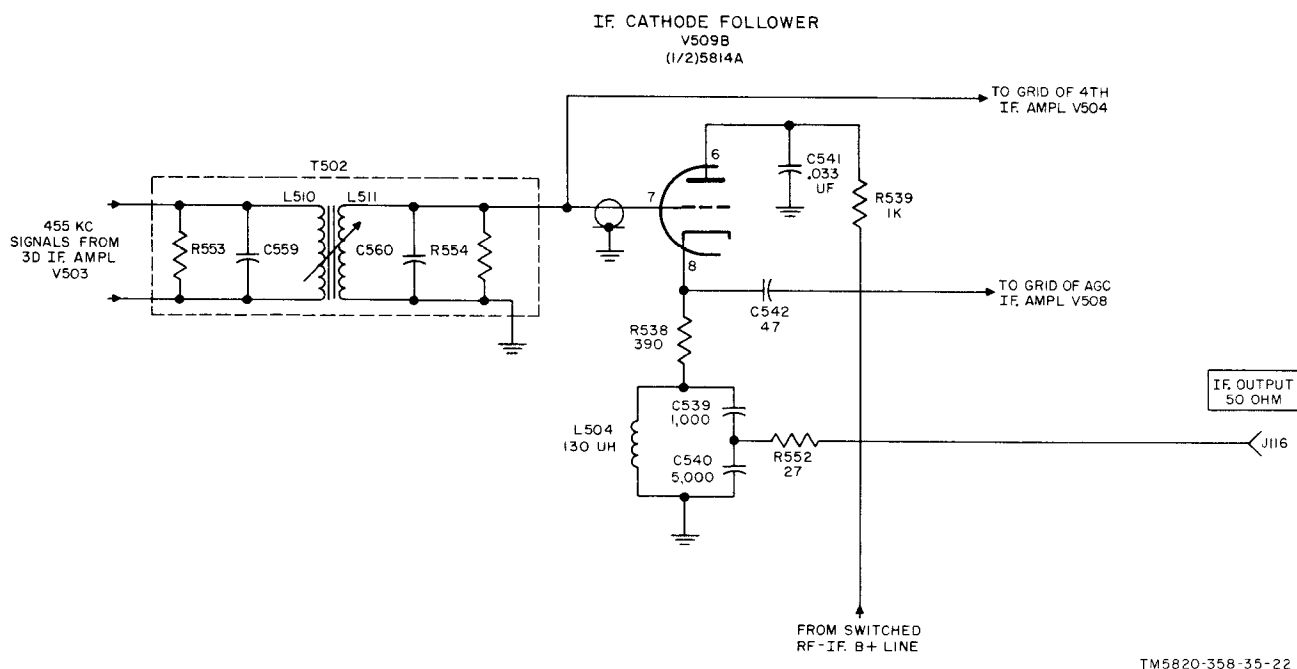 IF. CATHODE FOLLOWER
V509B
(1/2)5814A
TO GRID OF 4TH
IF. AMPL V504
T502
L510
L511
455 KC
SIGNALS FROM
3D IF. AMPL
V503
R553
C559
C560
R554
6
7
8
C541
.033
UF
R539
1K
C542
47
TO GRID OF AGC
IF. AMPL V508
R538
390
L504
130 UH
C539
1,000
C540
5,000
R552
27
IF. OUTPUT
50 OHM
J116
FROM SWITCHED
RF-IF. B+ LINE
TM5820-358-35-22